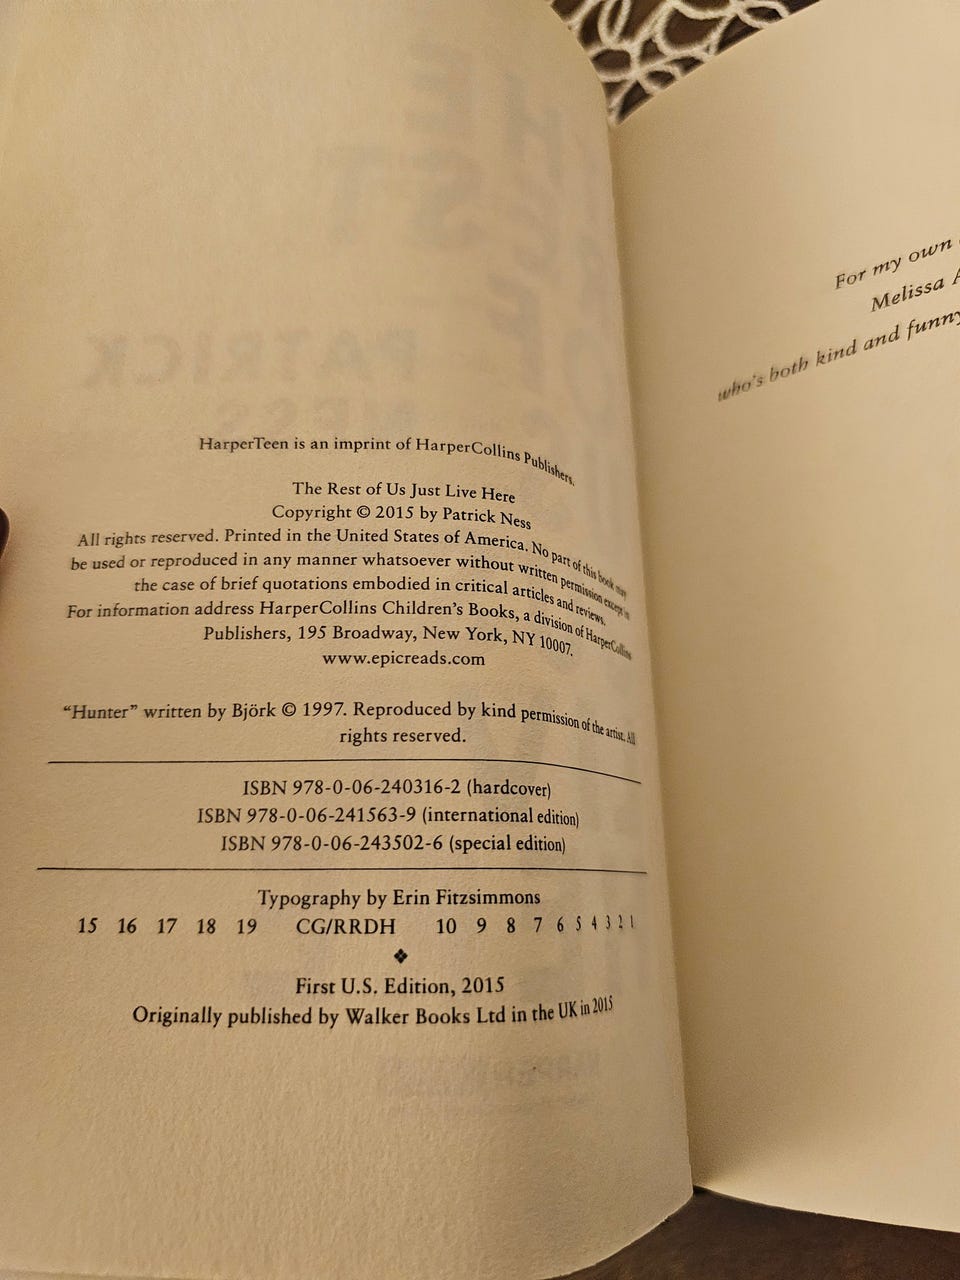 HarperTeen is an imprint of HarperCollins Publishers.
The Rest of Us Just Live Here
Copyright © 2015 by Patrick Ness
All rights reserved. Printed in the United States of America. No part of this book may
be used or reproduced in any manner whatsoever without written permission except in
the case of brief quotations embodied in critical articles and reviews.
For information address HarperCollins Children's Books, a division of HarperCollins
Publishers, 195 Broadway, New York, NY 10007.
www.epicreads.com
“Hunter” written by Björk © 1997. Reproduced by kind permission of the artist. All
rights reserved.
ISBN 978-0-06-240316-2 (hardcover)
ISBN 978-0-06-241563-9 (international edition)
ISBN 978-0-06-243502-6 (special edition)
Typography by Erin Fitzsimmons
15 16 17 18 19 CG/RRDH 10 9 8 7 6 5 4 3 2 1
❖
First U.S. Edition, 2015
Originally published by Walker Books Ltd in the UK in 2015
For my own
Melissa A
who's both kind and funny